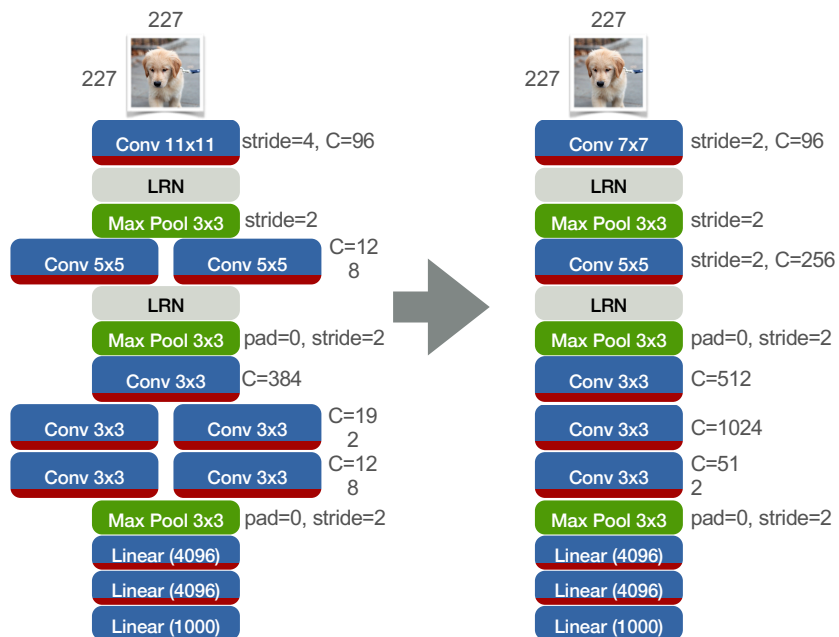 227
227
Conv 11x11 stride=4, C=96
LRN
Max Pool 3x3 stride=2
Conv 5x5 Conv 5x5 C=12
8
LRN
Max Pool 3x3 pad=0, stride=2
Conv 3x3 C=384
Conv 3x3 Conv 3x3 C=19
2
Conv 3x3 Conv 3x3 C=12
8
Max Pool 3x3 pad=0, stride=2
Linear (4096)
Linear (4096)
Linear (1000)
227
227
Conv 7x7 stride=2, C=96
LRN
Max Pool 3x3 stride=2
Conv 5x5 stride=2, C=256
LRN
Max Pool 3x3 pad=0, stride=2
Conv 3x3 C=512
Conv 3x3 C=1024
Conv 3x3 C=51
2
Max Pool 3x3 pad=0, stride=2
Linear (4096)
Linear (4096)
Linear (1000)